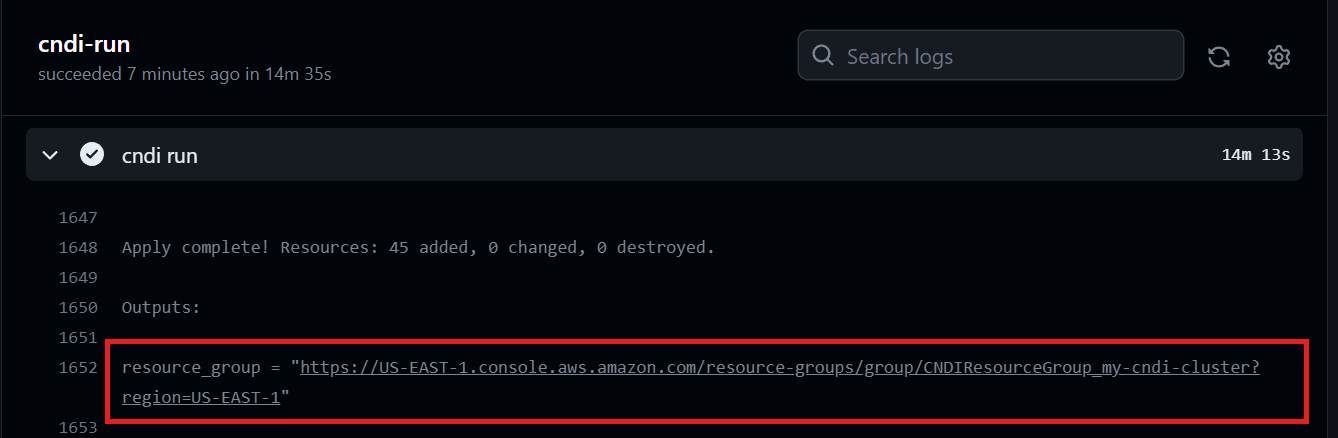 cndi-run
succeeded 7 minutes ago in 14m 35s
Search logs
cndi run
14m 13s
1647
1648 Apply complete! Resources: 45 added, 0 changed, 0 destroyed.
1649
1650 Outputs:
1651
1652 resource_group = "https://US-EAST-1.console.aws.amazon.com/resource-groups/group/CNDIResourceGroup_my-cndi-cluster?
region=US-EAST-1"
1653